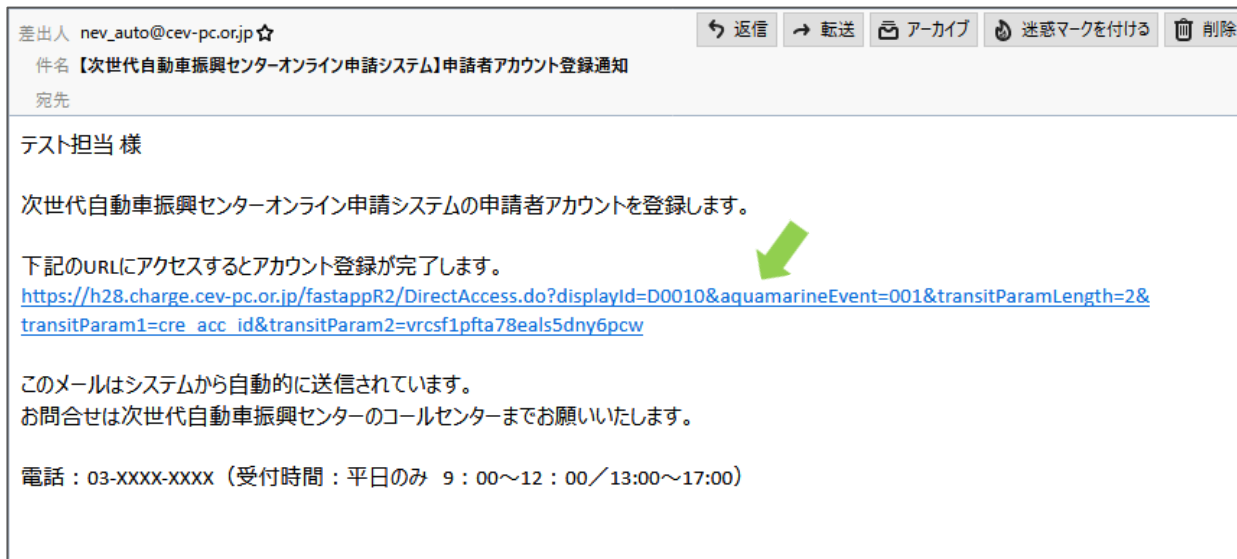 差出人 nev_auto@cev-pc.or.jp
返信 転送 アーカイブ 迷惑マークを付ける 削除
件名 【次世代自動車振興センターオンライン申請システム】申請者アカウント登録通知
宛先
テスト担当 様
次世代自動車振興センターオンライン申請システムの申請者アカウントを登録します。
下記のURLにアクセスするとアカウント登録が完了します。
https://h28.charge.cev-pc.or.jp/fastappR2/DirectAccess.do?displayId=D0010&aquamarineEvent=001&transitParamLength=2&
transitParam1=cre_acc_id&transitParam2=vrcsf1pfta78eals5dny6pcw
このメールはシステムから自動的に送信されています。
お問合せは次世代自動車振興センターのコールセンターまでお願いいたします。
電話：03-XXXX-XXXX（受付時間：平日のみ 9：00～12：00／13:00～17:00）